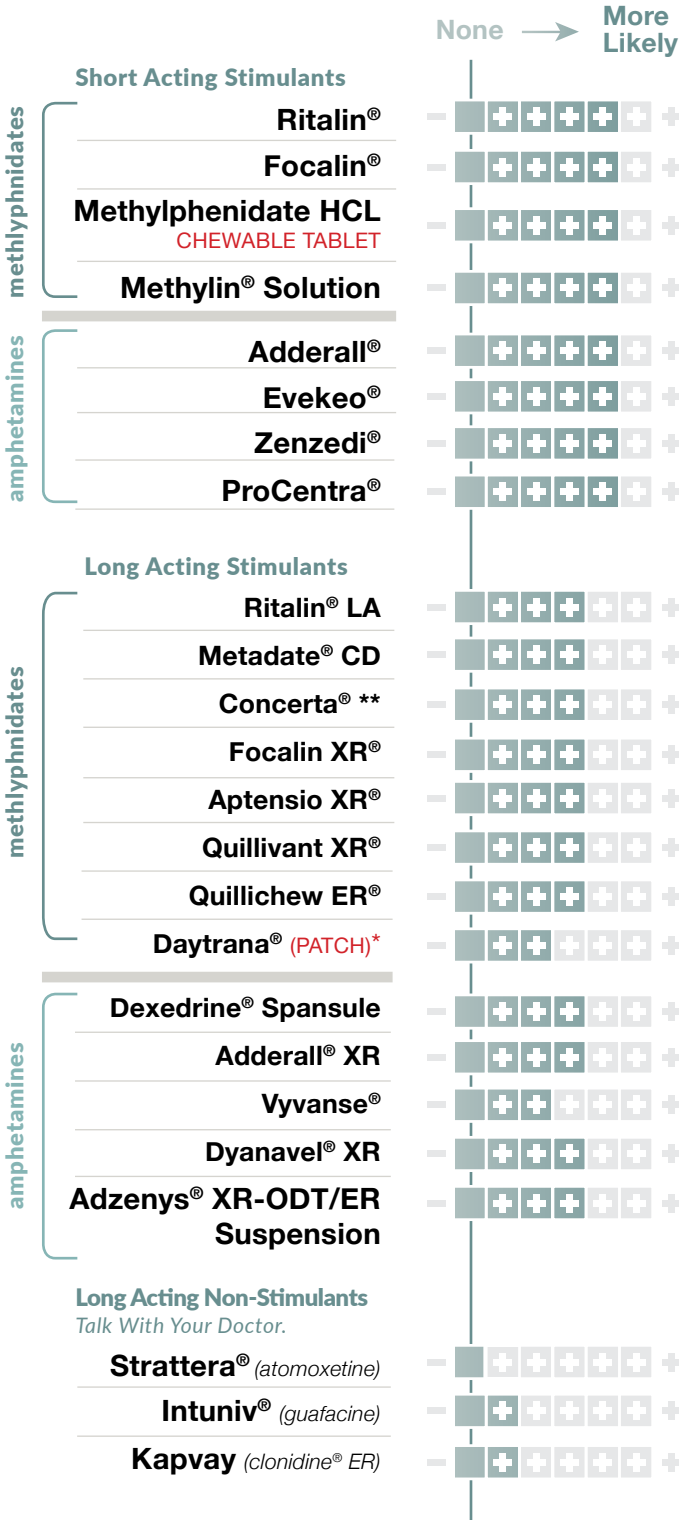 None
More
Likely
Short Acting Stimulants
methlyphnidates
Ritalin®
Focalin®
Methylphenidate HCL
CHEWABLE TABLET
Methylin® Solution
amphetamines
Adderall®
Evekeo®
Zenzedi®
ProCentra®
Long Acting Stimulants
methlyphnidates
Ritalin® LA
Metadate® CD
Concerta® **
Focalin XR®
Aptensio XR®
Quillivant XR®
Quillichew ER®
Daytrana® (PATCH)*
amphetamines
Dexedrine® Spansule
Adderall® XR
Vyvanse®
Dyanavel® XR
Adzenys® XR-ODT/ER
Suspension
Long Acting Non-Stimulants
Talk With Your Doctor.
Strattera® (atomoxetine)
Intuniv® (guafacine)
Kapvay (clonidine® ER)